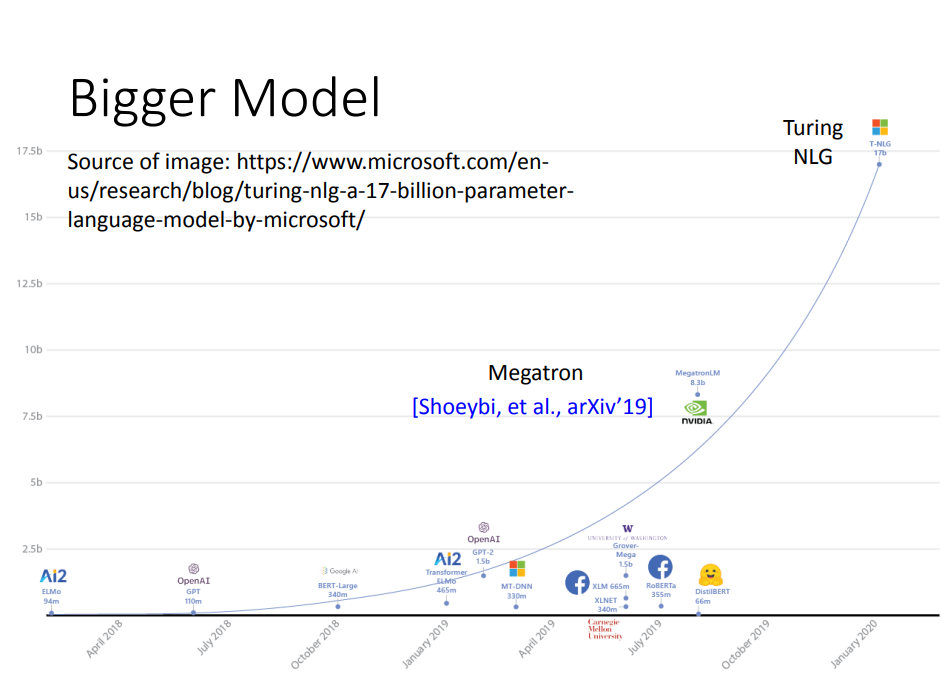 Bigger Model
Source of image: https://www.microsoft.com/en-
us/research/blog/turing-nlg-a-17-billion-parameter-
language-model-by-microsoft/
Turing
NLG
T-NLG
17b
17.5b
15b
12.5b
10b
7.5b
5b
2.5b
Megatron
[Shoeybi, et al., arXiv’19]
MegatronLM
8.3b
NVIDIA
Ai2
ELMo
94m
OpenAI
GPT
110m
Google AI
BERT-Large
340m
Ai2
Transformer
ELMo
465m
OpenAI
GPT-2
1.5b
MT-DNN
330m
XLM 665m
XLNET
340m
Carnegie
Mellon
University
W
UNIVERSITY of WASHINGTON
Grover-
Mega
1.5b
RoBERTa
355m
DistilBERT
66m
April 2018
July 2018
October 2018
January 2019
April 2019
July 2019
October 2019
January 2020